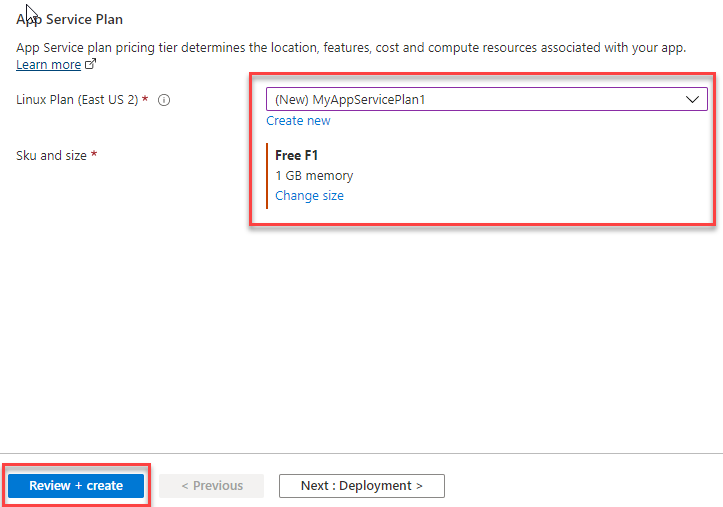 App Service Plan
App Service plan pricing tier determines the location, features, cost and compute resources associated with your app.
Learn more
Linux Plan (East US 2) *
(New) MyAppServicePlan1
Create new
Sku and size *
Free F1
1 GB memory
Change size
Review + create
< Previous
Next : Deployment >